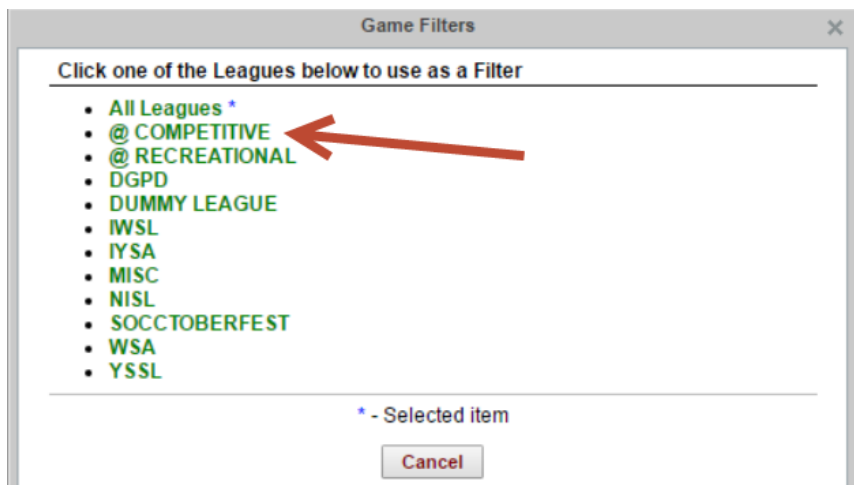 Game Filters
Click one of the Leagues below to use as a Filter
All Leagues *
@ COMPETITIVE
@ RECREATIONAL
DGPD
DUMMY LEAGUE
IWSL
IYSA
MISC
NISL
SOCCTOBERFEST
WSA
YSSL
* - Selected item
Cancel